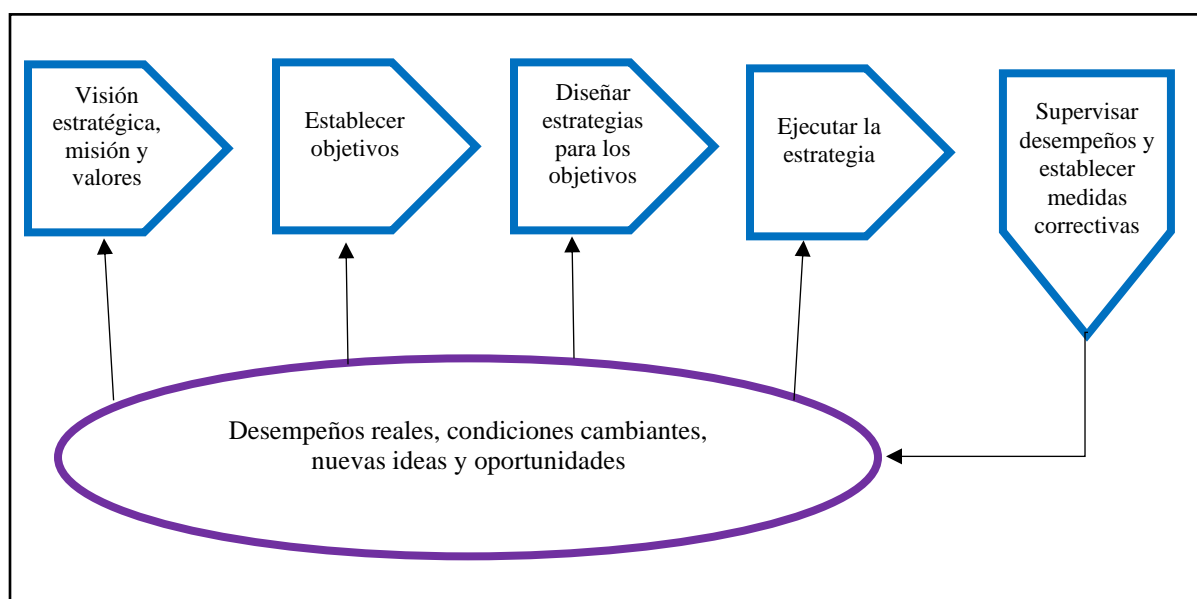 Visión
estratégica,
misión y
valores
Establecer
objetivos
Diseñar
estrategias
para los
objetivos
Ejecutar la
estrategia
Supervisar
desempeños y
establecer
medidas
correctivas
Desempeños reales, condiciones cambiantes,
nuevas ideas y oportunidades